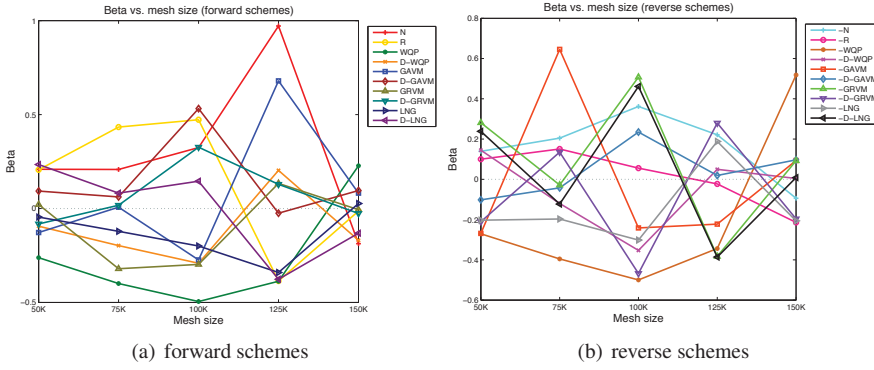 Beta vs. mesh size (forward schemes)
1
0.5
0
−0.5
Beta
50K 75K 100K 125K 150K
Mesh size
N
R
WQP
D−WQP
GAVM
D−GAVM
GRVM
D−GRVM
LNG
D−LNG
(a) forward schemes
Beta vs. mesh size (reverse schemes)
0.8
0.6
0.4
0.2
0
−0.2
−0.4
−0.6
Beta
50K 75K 100K 125K 150K
Mesh size
−N
−R
−WQP
−D−WQP
−GAVM
−D−GAVM
−GRVM
−D−GRVM
−LNG
−D−LNG
(b) reverse schemes